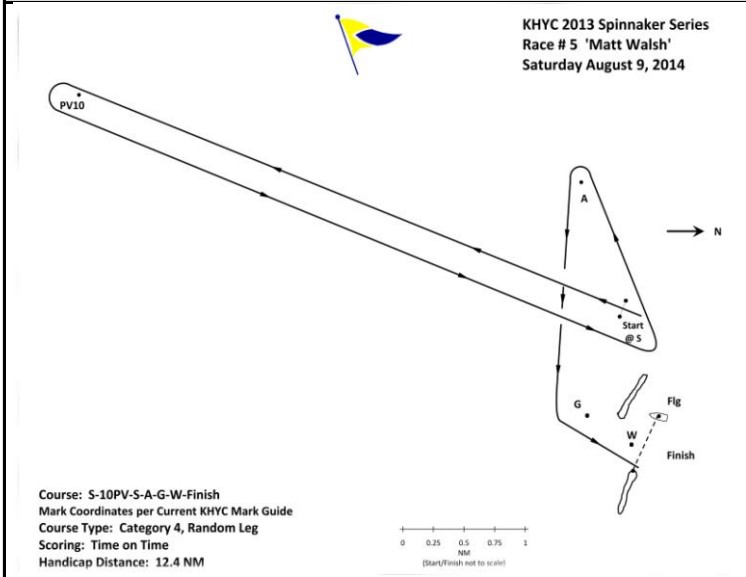 KHYC 2013 Spinnaker Series
Race # 5 'Matt Walsh'
Saturday August 9, 2014
PV10
A
N
Start
@ S
G
Flg
W
Finish
Course: S-10PV-S-A-G-W-Finish
Mark Coordinates per Current KHYC Mark Guide
Course Type: Category 4, Random Leg
Scoring: Time on Time
Handicap Distance: 12.4 NM
0 0.25 0.5 0.75 1
NM
(Start/Finish not to scale)